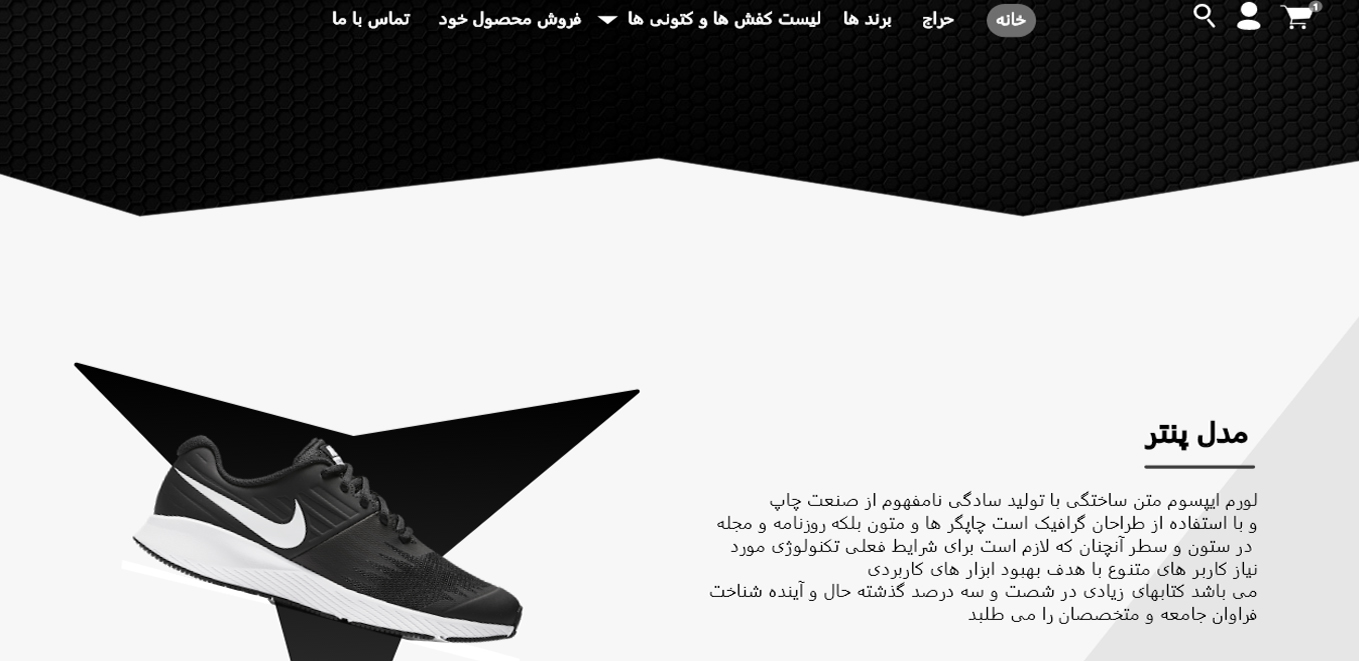 1
خانه
حراج
برند ها
لیست کفش ها و کتونی ها
فروش محصول خود
تماس با ما
مدل پنتر
لورم ایپسوم متن ساختگی با تولید سادگی نامفهوم از صنعت چاپ
و با استفاده از طراحان گرافیک است چاپگر ها و متون بلکه روزنامه و مجله
در ستون و سطر آنچنان که لازم است برای شرایط فعلی تکنولوژی مورد
نیاز کاربر های متنوع با هدف بهبود ابزار های کاربردی
می باشد کتابهای زیادی در شصت و سه درصد گذشته حال و آینده شناخت
فراوان جامعه و متخصصان را می طلبد